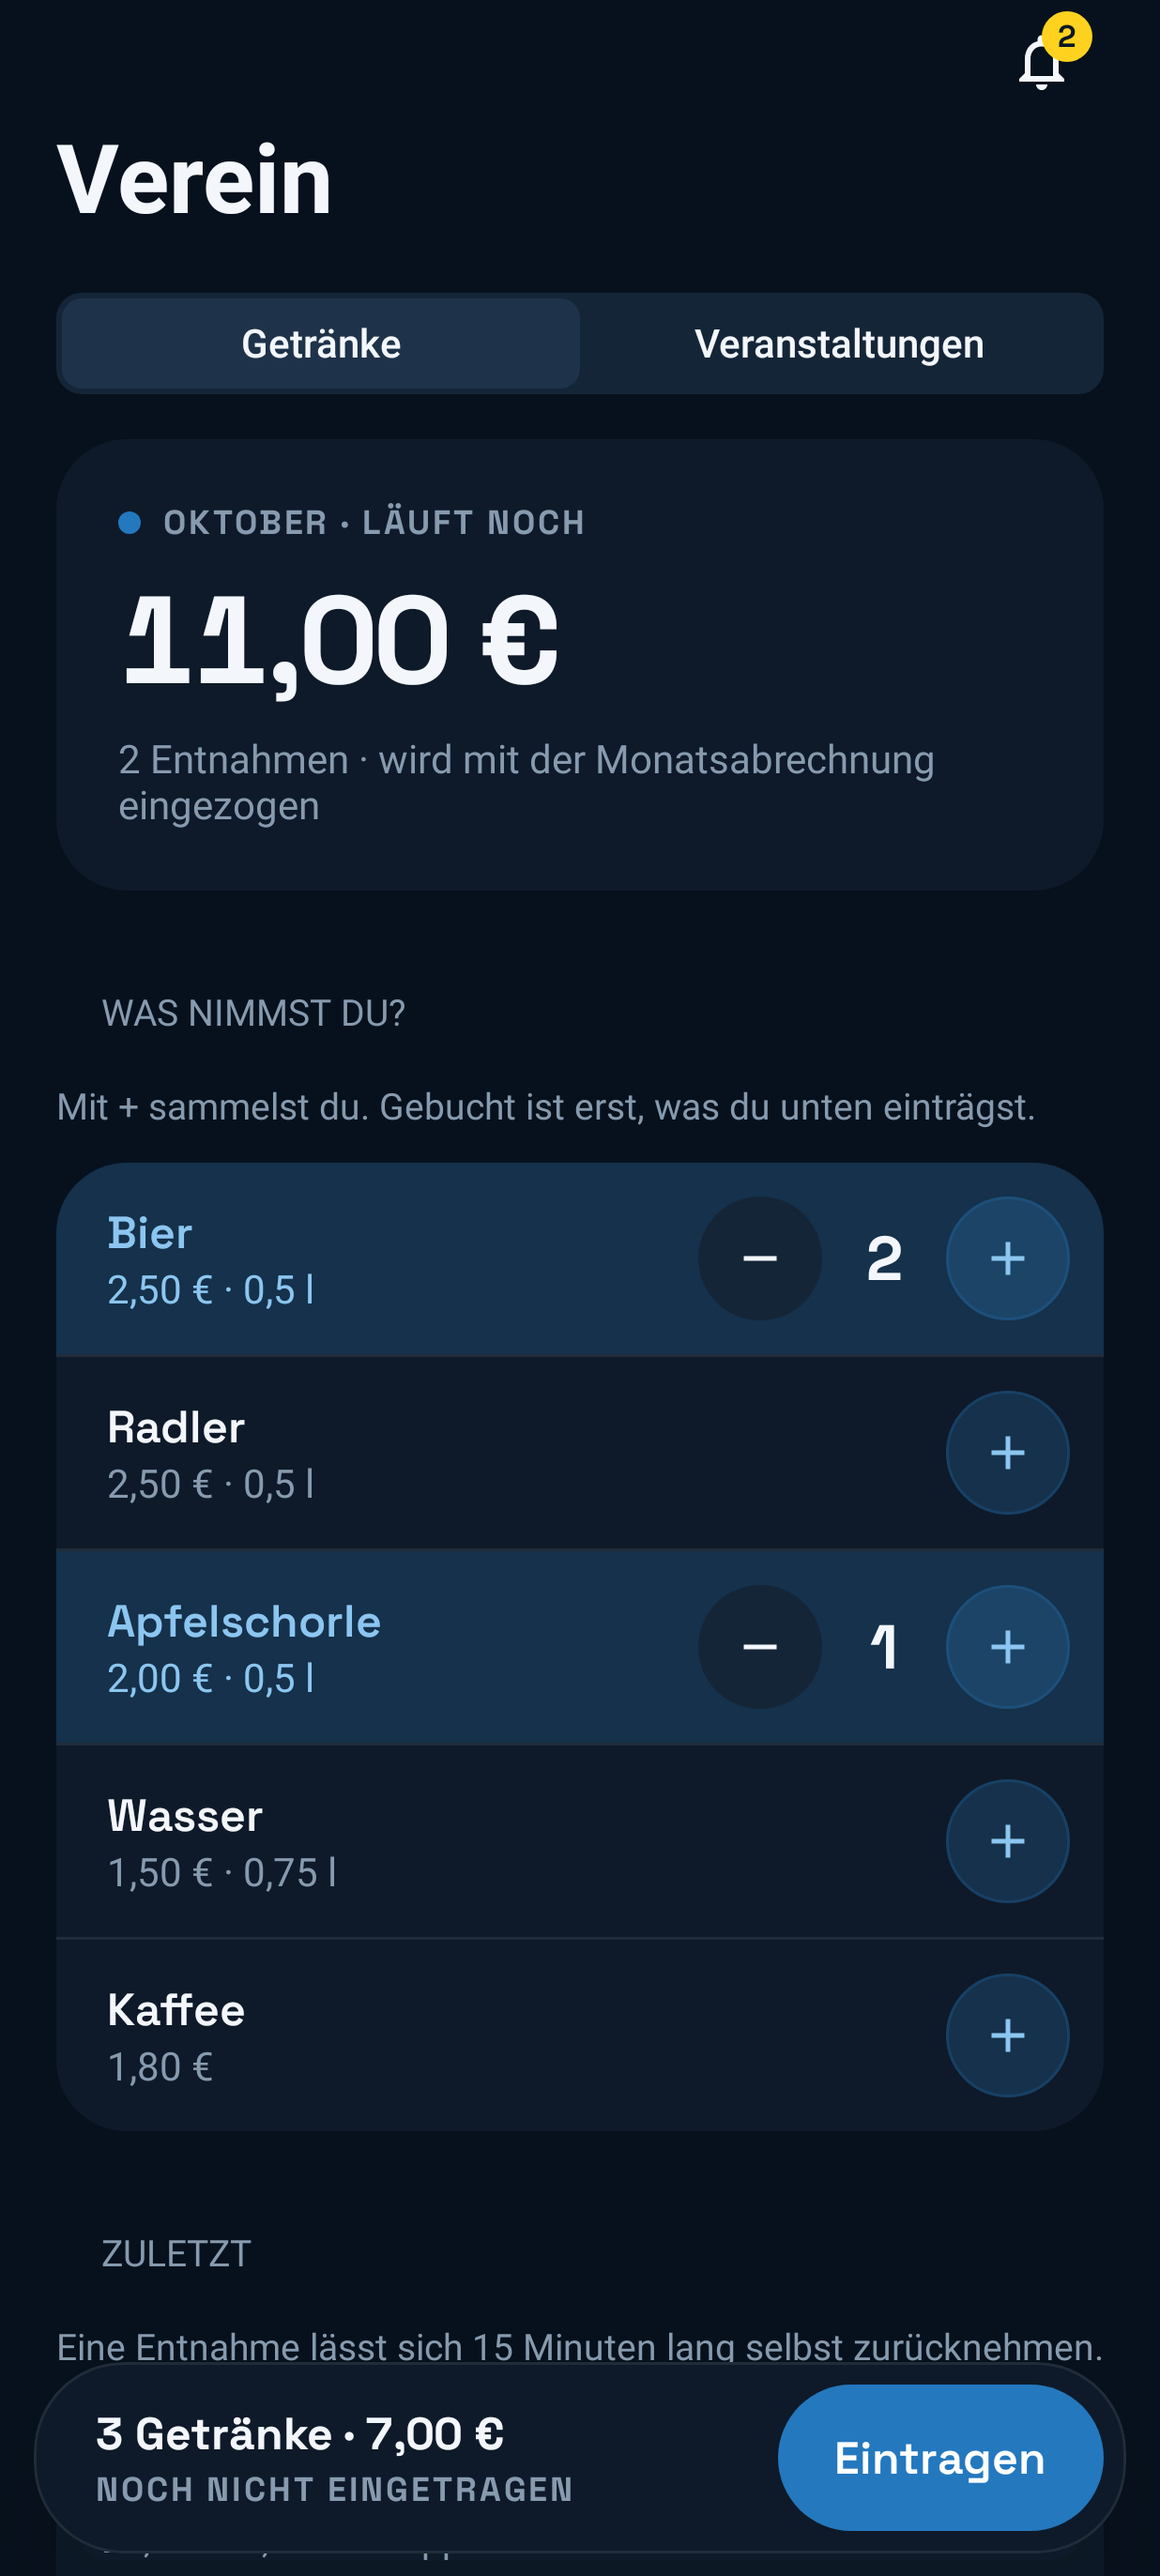 2
Verein
Getränke
Veranstaltungen
OKTOBER · LÄUFT NOCH
11,00 €
2 Entnahmen · wird mit der Monatsabrechnung
eingezogen
WAS NIMMST DU?
Mit + sammelst du. Gebucht ist erst, was du unten einträgst.
Bier
2,50 € · 0,5 l
− 2 +
Radler
2,50 € · 0,5 l
+
Apfelschorle
2,00 € · 0,5 l
− 1 +
Wasser
1,50 € · 0,75 l
+
Kaffee
1,80 €
+
ZULETZT
Eine Entnahme lässt sich 15 Minuten lang selbst zurücknehmen.
3 Getränke · 7,00 €
NOCH NICHT EINGETRAGEN
Eintragen